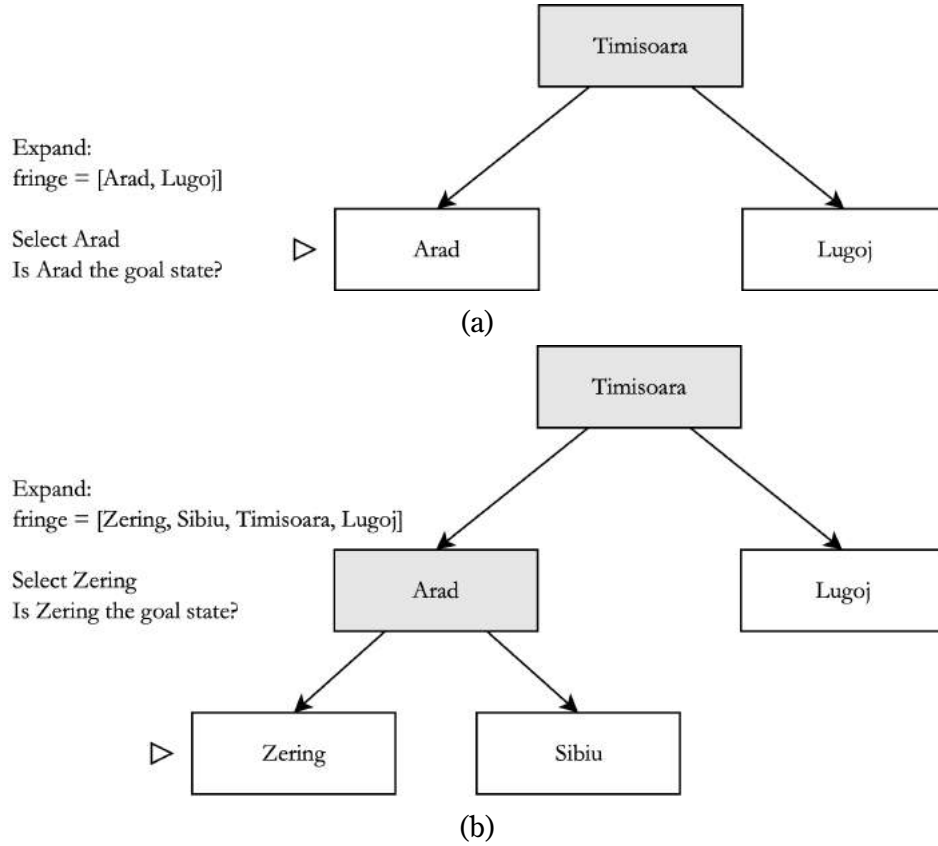 Timisoara
Expand:
fringe = [Arad, Lugoj]
Select Arad
Is Arad the goal state?
Arad
Lugoj
(a)
Timisoara
Expand:
fringe = [Zering, Sibiu, Timisoara, Lugoj]
Select Zering
Is Zering the goal state?
Arad
Lugoj
Zering
Sibiu
(b)